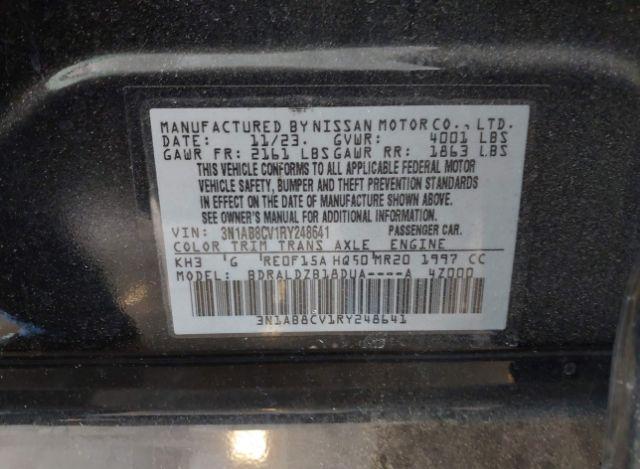 MANUFACTURED BY NISSAN MOTOR CO., LTD.
DATE: 11/23. GVWR: 4001 LBS
GAWR FR: 2161 LBS GAWR RR: 1863 LBS
THIS VEHICLE CONFORMS TO ALL APPLICABLE FEDERAL MOTOR
VEHICLE SAFETY, BUMPER AND THEFT PREVENTION STANDARDS
IN EFFECT ON THE DATE OF MANUFACTURE SHOWN ABOVE.
SEE OWNER'S MANUAL FOR ADDITIONAL INFORMATION.
VIN: 3N1AB8CV1RY248641 PASSENGER CAR.
COLOR TRIM TRANS AXLE ENGINE
KH3 G RE0F15A HQ50 MR20 1997 CC
MODEL: BDRALDZB18DUA----A 4Z000
3N1AB8CV1RY248641